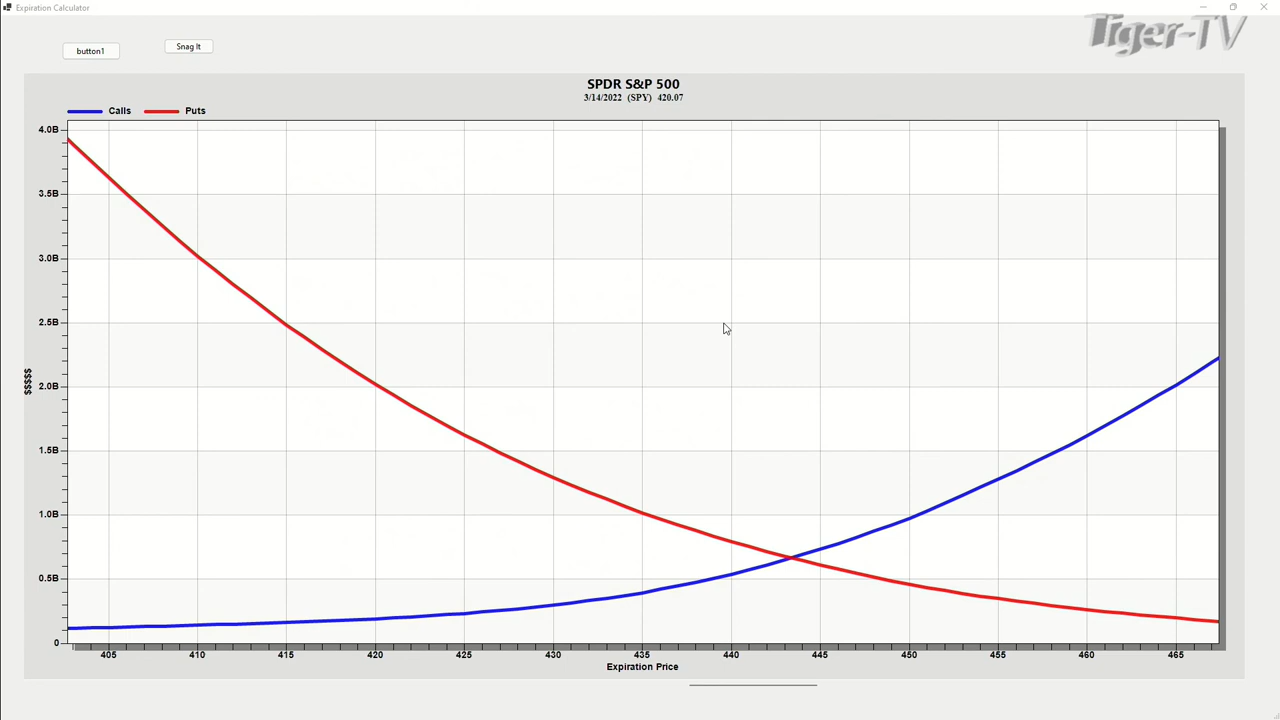 Expiration Calculator
Tiger-TV
button1
Snag It
SPDR S&P 500
3/14/2022 (SPY) 420.07
Calls
Puts
4.0B
3.5B
3.0B
2.5B
2.0B
1.5B
1.0B
0.5B
0
$$$$$
405 410 415 420 425 430 435 440 445 450 455 460 465
Expiration Price